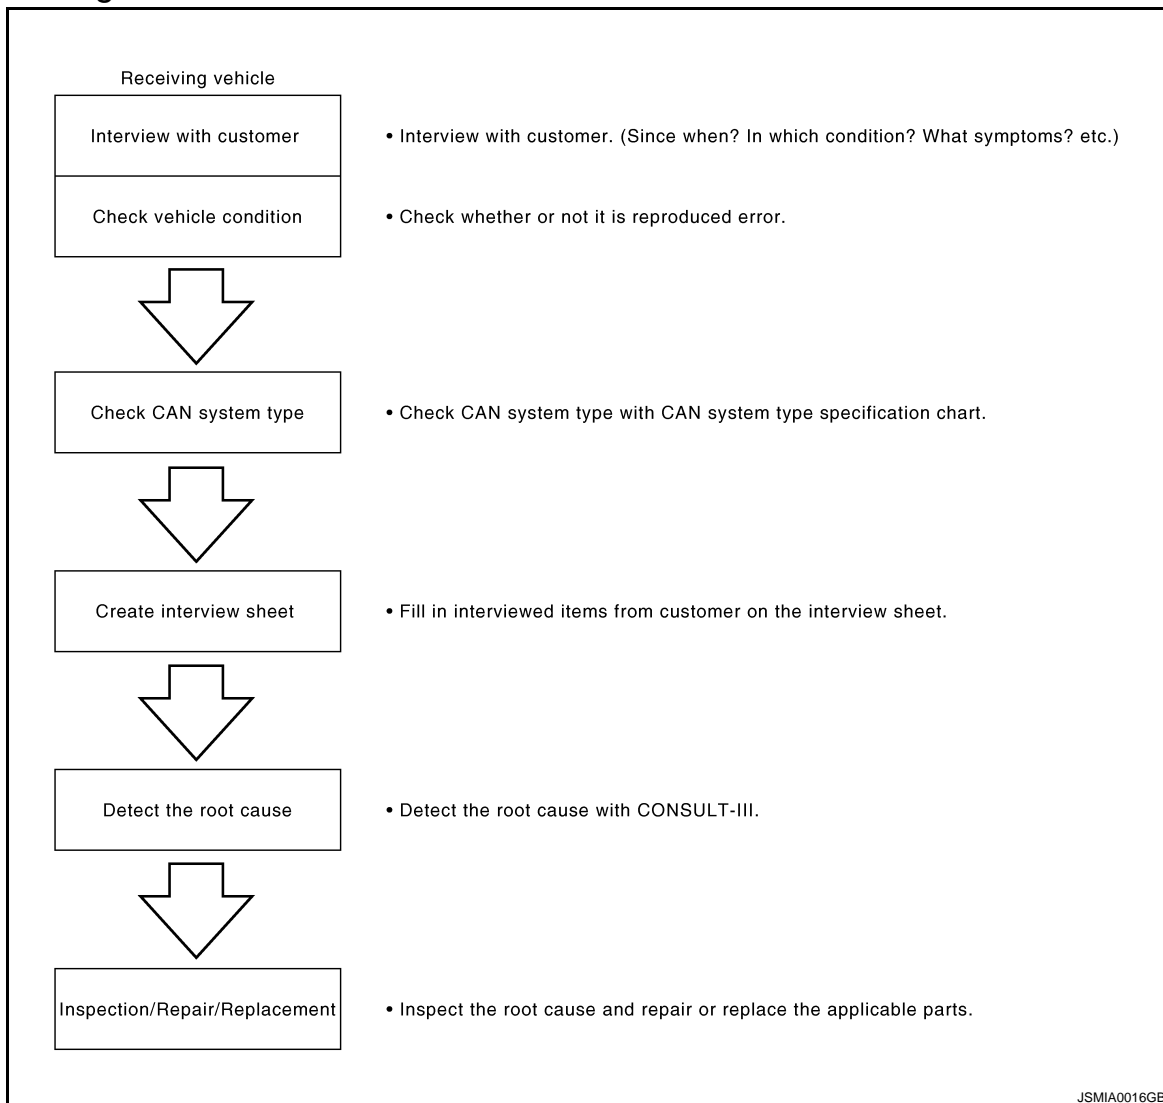 Receiving vehicle
Interview with customer
• Interview with customer. (Since when? In which condition? What symptoms? etc.)
Check vehicle condition
• Check whether or not it is reproduced error.
Check CAN system type
• Check CAN system type with CAN system type specification chart.
Create interview sheet
• Fill in interviewed items from customer on the interview sheet.
Detect the root cause
• Detect the root cause with CONSULT-III.
Inspection/Repair/Replacement
• Inspect the root cause and repair or replace the applicable parts.
JSMIA0016GB